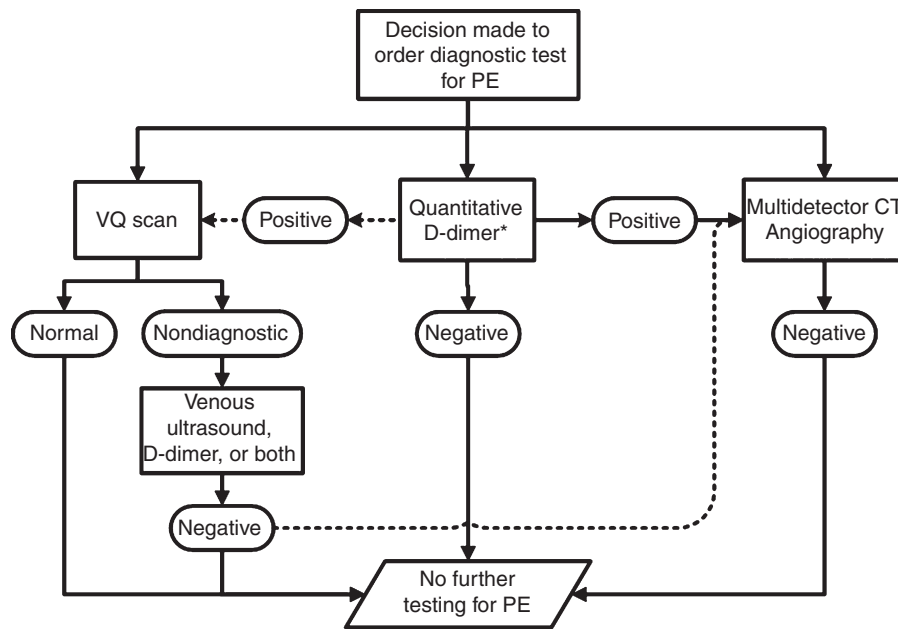 Decision made to
order diagnostic test
for PE
VQ scan
Positive
Quantitative
D-dimer*
Positive
Multidetector CT
Angiography
Normal
Nondiagnostic
Negative
Negative
Venous
ultrasound,
D-dimer, or both
Negative
No further
testing for PE